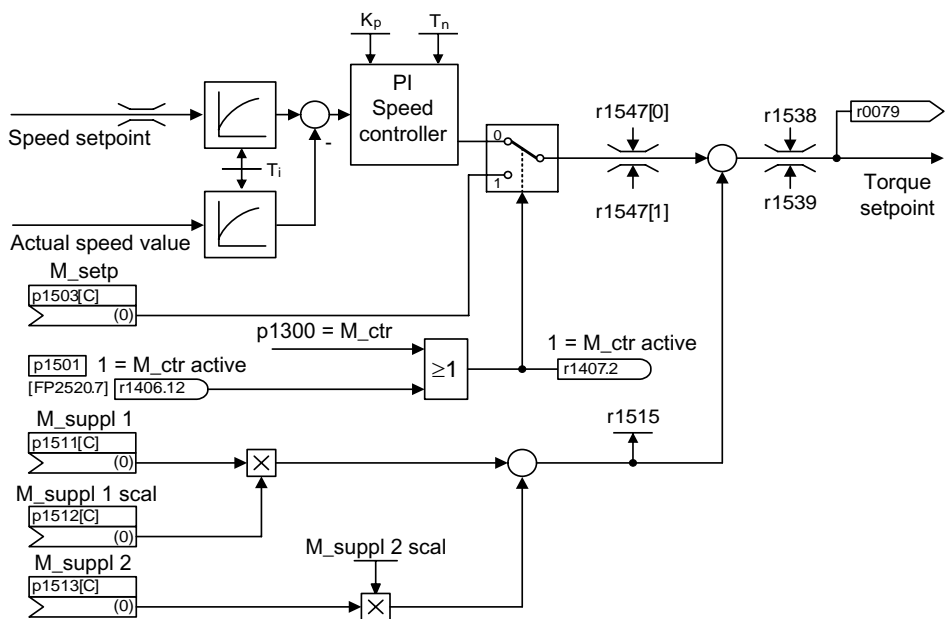 Kp
Tn
PI
Speed
controller
Speed setpoint
-
Ti
Actual speed value
0
1
r1547[0]
r1547[1]
r1538
r1539
r0079
Torque
setpoint
M_setp
p1503[C]
(0)
p1300 = M_ctr
p1501
1 = M_ctr active
[FP2520.7]
r1406.12
≥1
1 = M_ctr active
r1407.2
M_suppl 1
p1511[C]
(0)
×
r1515
M_suppl 1 scal
p1512[C]
(0)
M_suppl 2 scal
M_suppl 2
p1513[C]
(0)
×